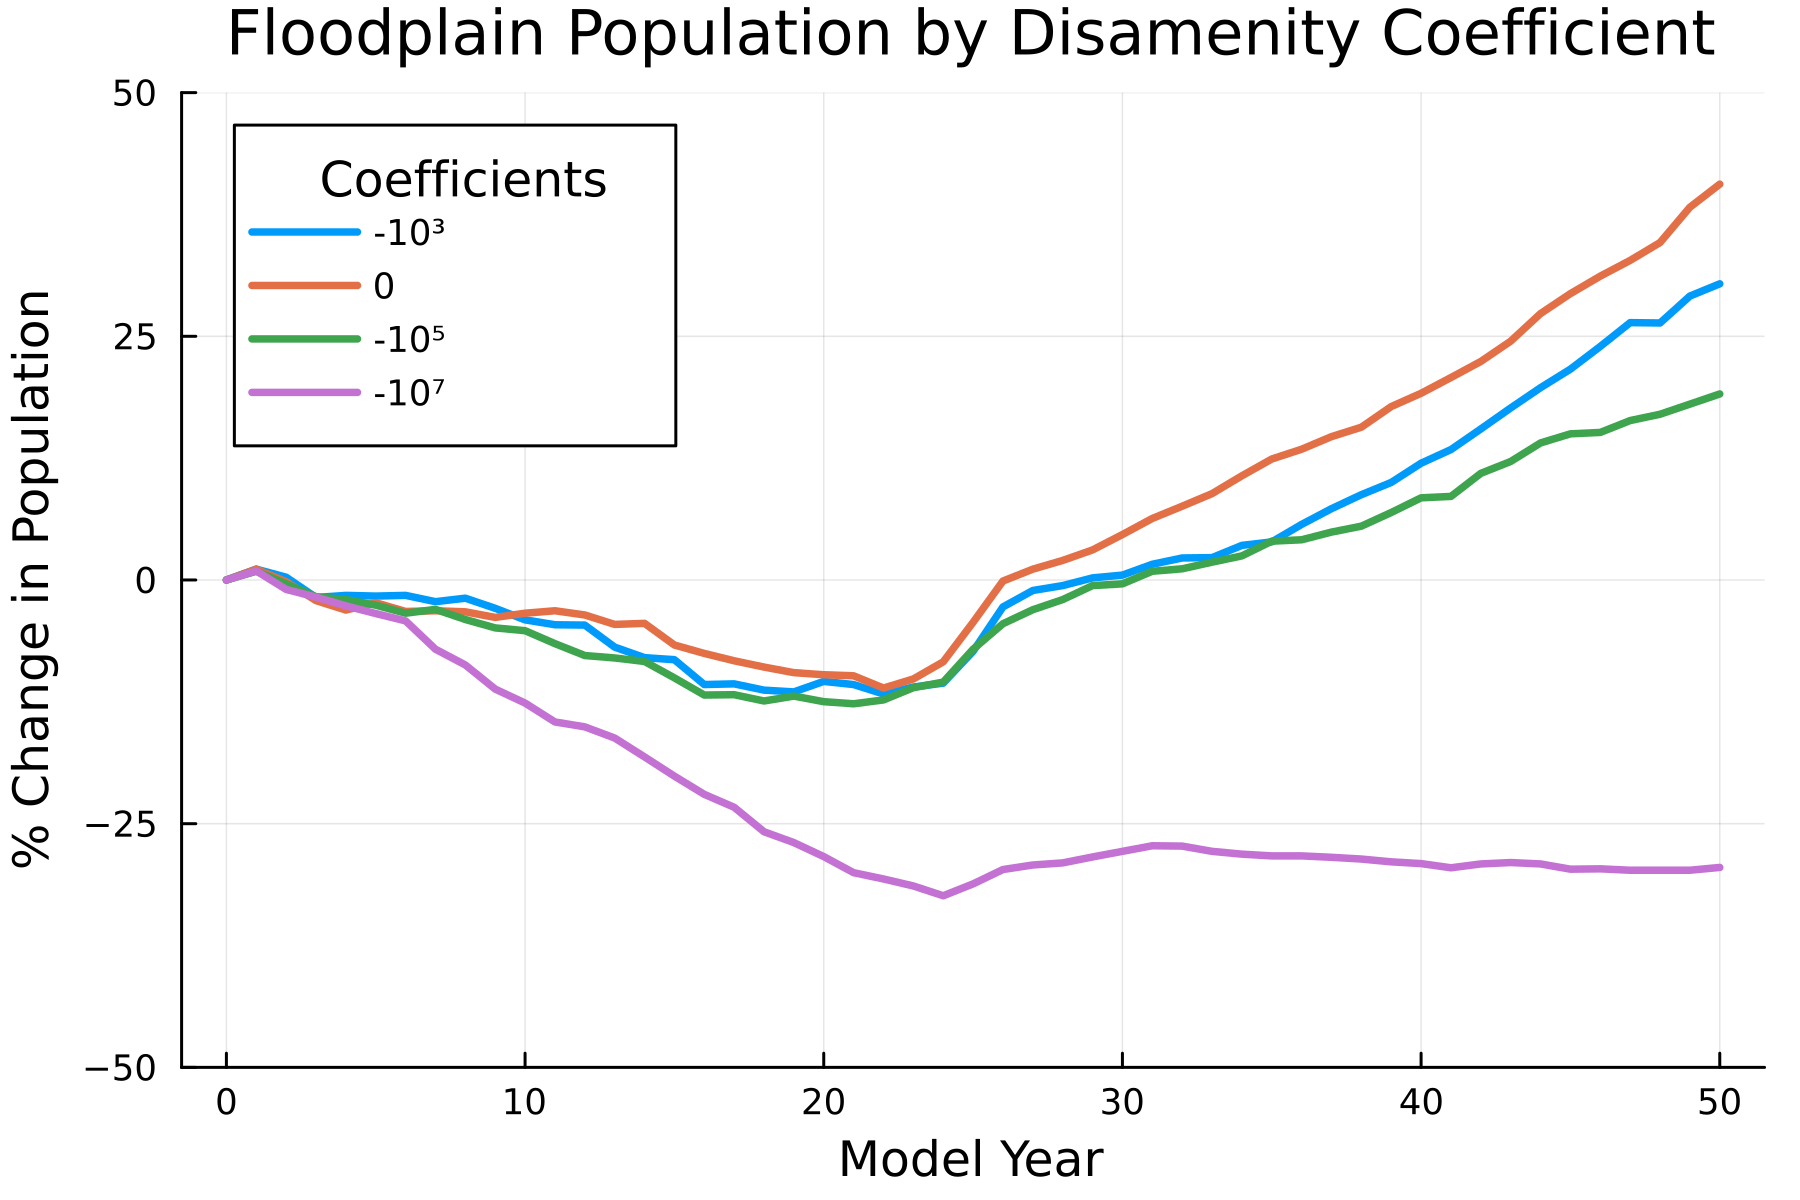 Floodplain Population by Disamenity Coefficient
50
25
0
−25
−50
% Change in Population
Coefficients
-10³
0
-10⁵
-10⁷
0 10 20 30 40 50
Model Year